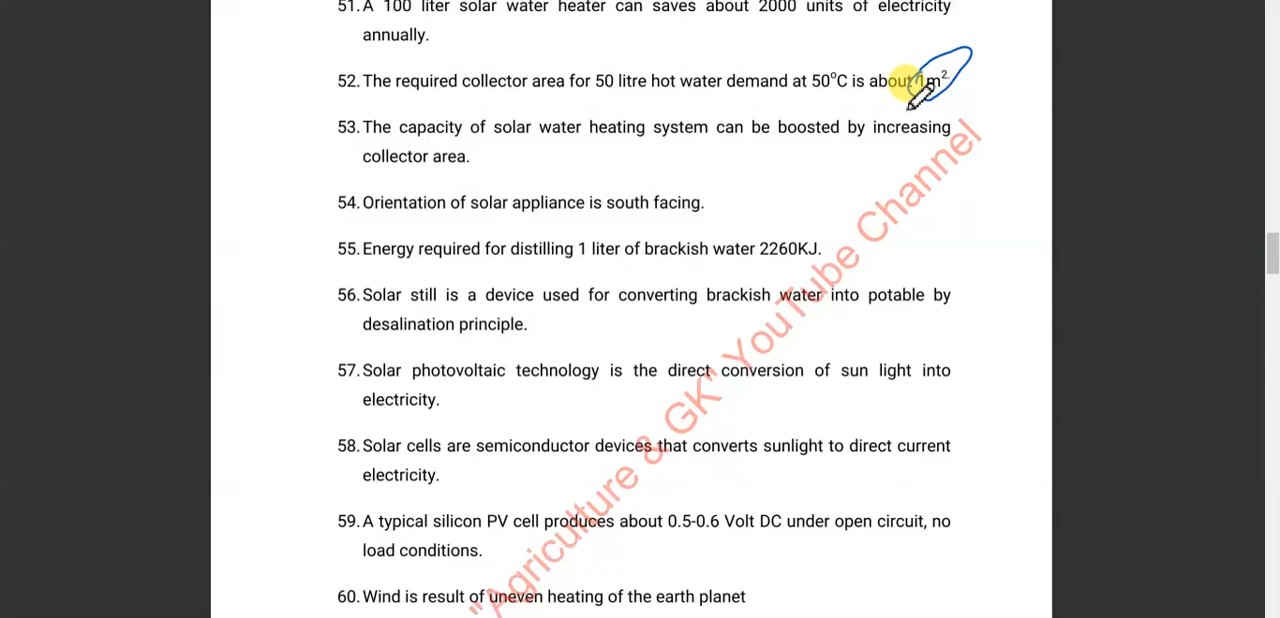 51. A 100 liter solar water heater can saves about 2000 units of electricity
annually.
52. The required collector area for 50 litre hot water demand at 50°C is about 1m².
53. The capacity of solar water heating system can be boosted by increasing
collector area.
54. Orientation of solar appliance is south facing.
55. Energy required for distilling 1 liter of brackish water 2260KJ.
56. Solar still is a device used for converting brackish water into potable by
desalination principle.
57. Solar photovoltaic technology is the direct conversion of sun light into
electricity.
58. Solar cells are semiconductor devices that converts sunlight to direct current
electricity.
59. A typical silicon PV cell produces about 0.5-0.6 Volt DC under open circuit, no
load conditions.
60. Wind is result of uneven heating of the earth planet
"Agriculture & GK" YouTube Channel